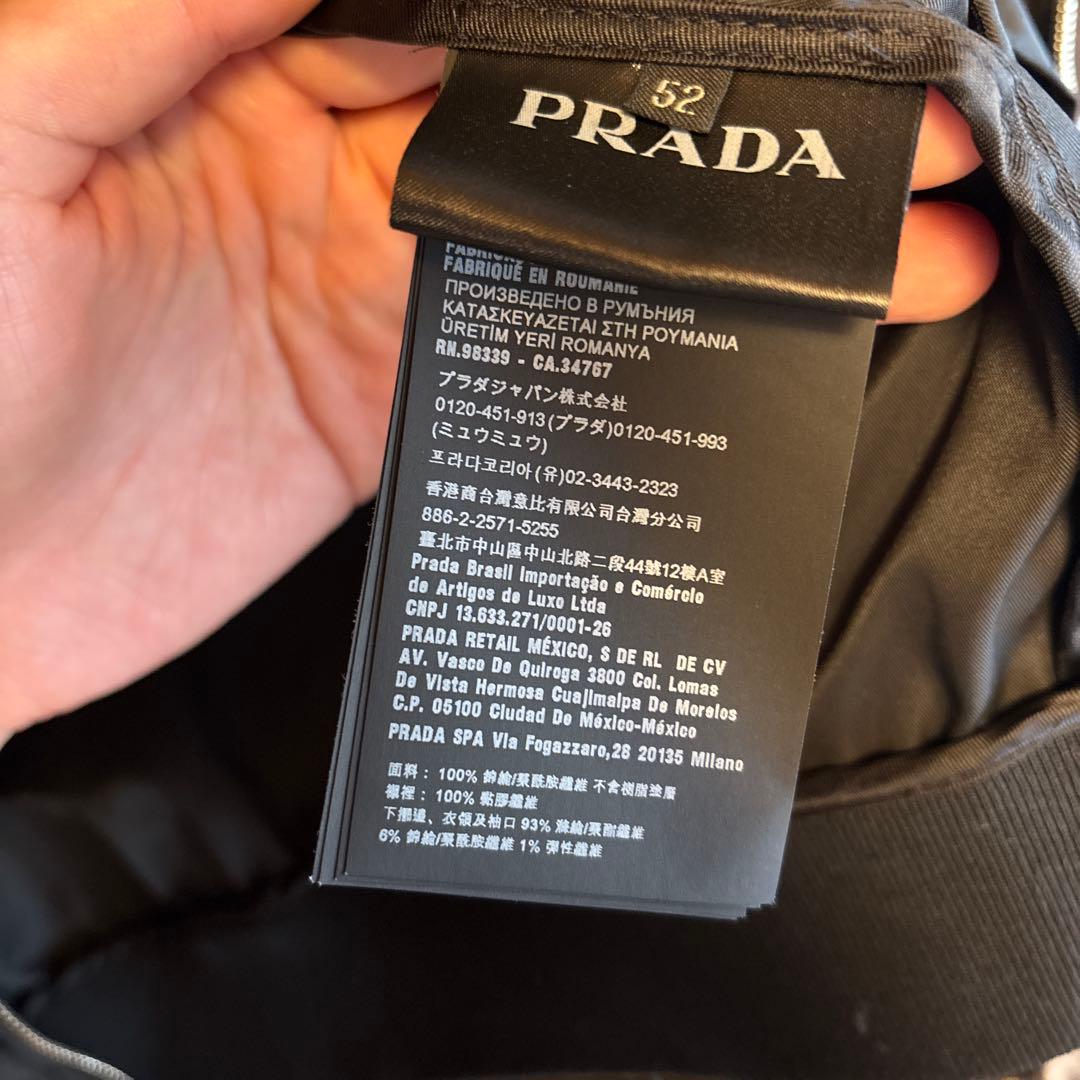 52
PRADA
FABRIQUÉ EN ROUMANIE
ПРОИЗВЕДЕНО В РУМЪНИЯ
ΚΑΤΑΣΚΕΥΑΖΕΤΑΙ ΣΤΗ ΡΟΥΜΑΝΙΑ
ÜRETİM YERİ ROMANYA
RN.98339 - CA.34767
プラダジャパン株式会社
0120-451-913(プラダ)0120-451-993
(ミュウミュウ)
프라다코리아(유)02-3443-2323
香港商台灣意比有限公司台灣分公司
886-2-2571-5255
臺北市中山區中山北路二段44號12樓A室
Prada Brasil Importação e Comércio
de Artigos de Luxo Ltda
CNPJ 13.633.271/0001-26
PRADA RETAIL MÉXICO, S DE RL DE CV
AV. Vasco De Quiroga 3800 Col. Lomas
De Vista Hermosa Cuajimalpa De Morelos
C.P. 05100 Ciudad De México-México
PRADA SPA Via Fogazzaro,28 20135 Milano
面料： 100% 錦綸/聚酰胺纖維 不含樹脂塗層
襯裡： 100% 黏膠纖維
下擺邊、衣領及袖口 93% 滌綸/聚酯纖維
6% 錦綸/聚酰胺纖維 1% 彈性纖維